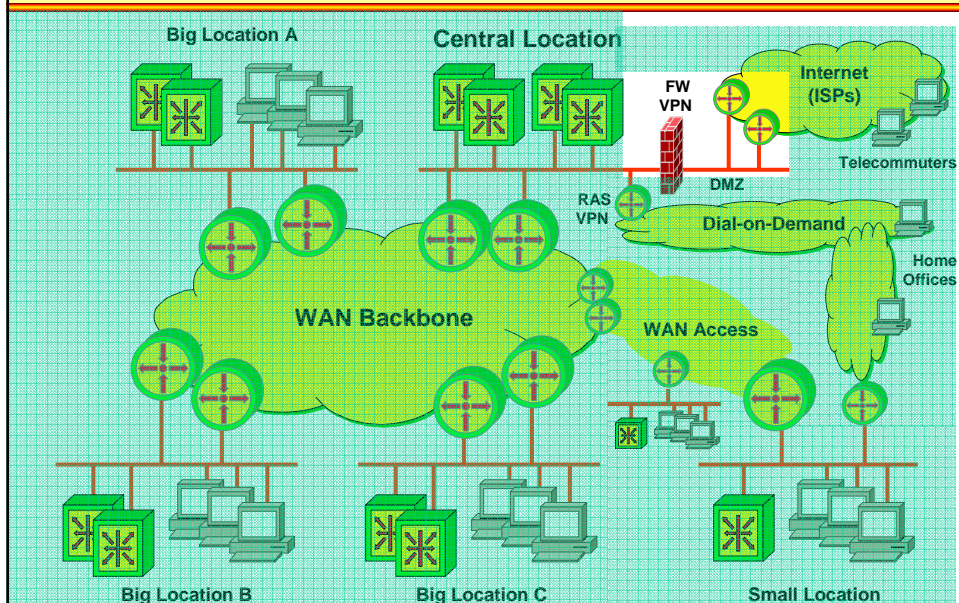 Big Location A
Central Location
Internet
(ISPs)
FW
VPN
Telecommuters
DMZ
RAS
VPN
Dial-on-Demand
Home
Offices
WAN Backbone
WAN Access
Big Location B
Big Location C
Small Location